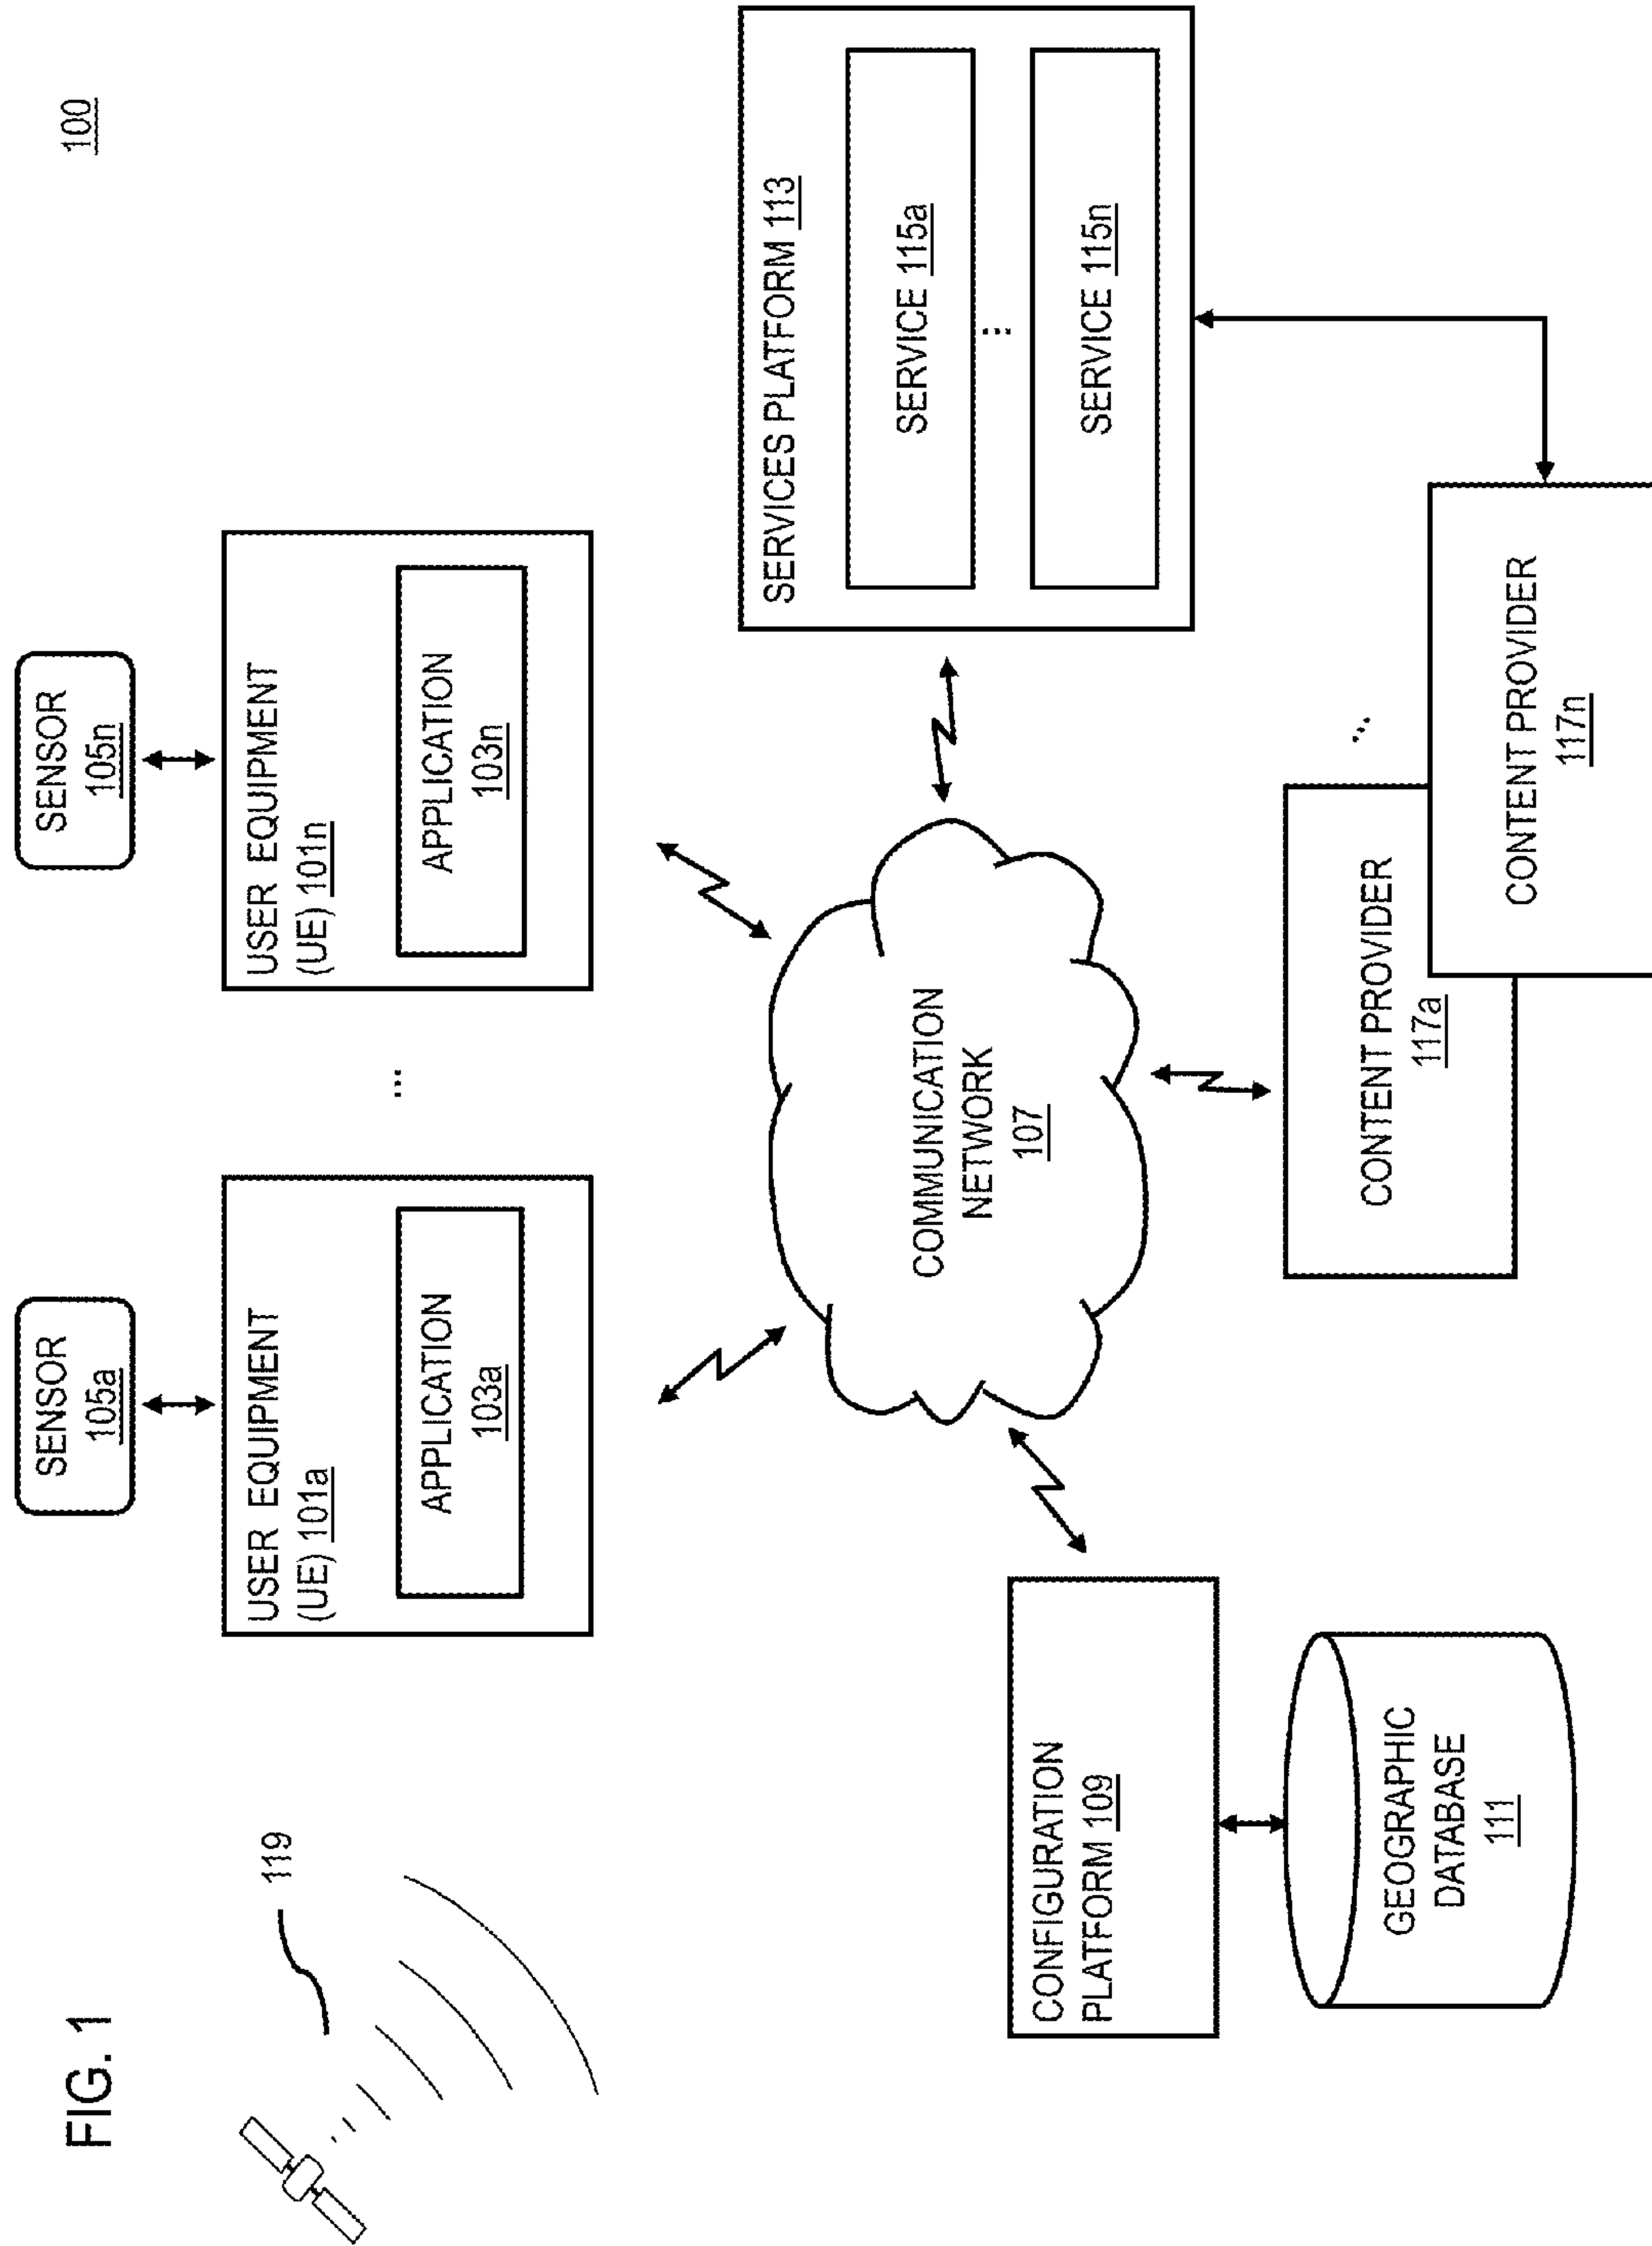 FIG. 1
100
119
SENSOR
105a
SENSOR
105n
USER EQUIPMENT
(UE) 101a
APPLICATION
103a
...
USER EQUIPMENT
(UE) 101n
APPLICATION
103n
COMMUNICATION
NETWORK
107
SERVICES PLATFORM 113
SERVICE 115a
...
SERVICE 115n
CONFIGURATION
PLATFORM 109
GEOGRAPHIC
DATABASE
111
CONTENT PROVIDER
117a
...
CONTENT PROVIDER
117n